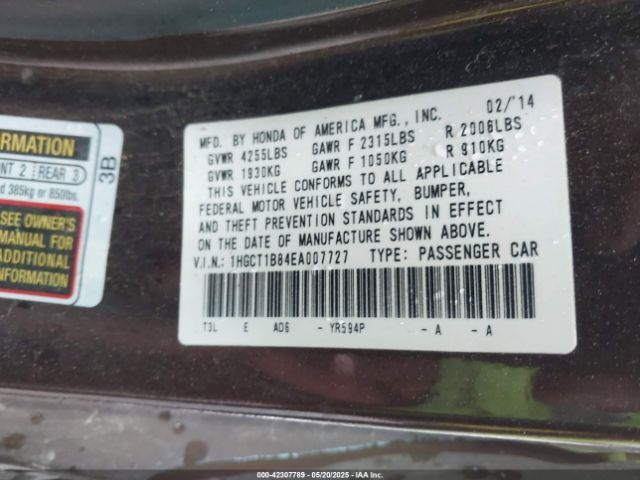 ORMATION
NT 2 REAR 3
d 385kg or 850lbs.
3B
SEE OWNER'S
MANUAL FOR
ADDITIONAL
INFORMATION
MFD. BY HONDA OF AMERICA MFG., INC. 02/'14
GVWR 4255LBS GAWR F 2315LBS R 2006LBS
GVWR 1930KG GAWR F 1050KG R 910KG
THIS VEHICLE CONFORMS TO ALL APPLICABLE
FEDERAL MOTOR VEHICLE SAFETY, BUMPER,
AND THEFT PREVENTION STANDARDS IN EFFECT
ON THE DATE OF MANUFACTURE SHOWN ABOVE.
V.I.N.: 1HGCT1B84EA007727 TYPE: PASSENGER CAR
T3L E AD6 - YR594P - A - A
000-42307789 - 05/20/2025 - IAA Inc.